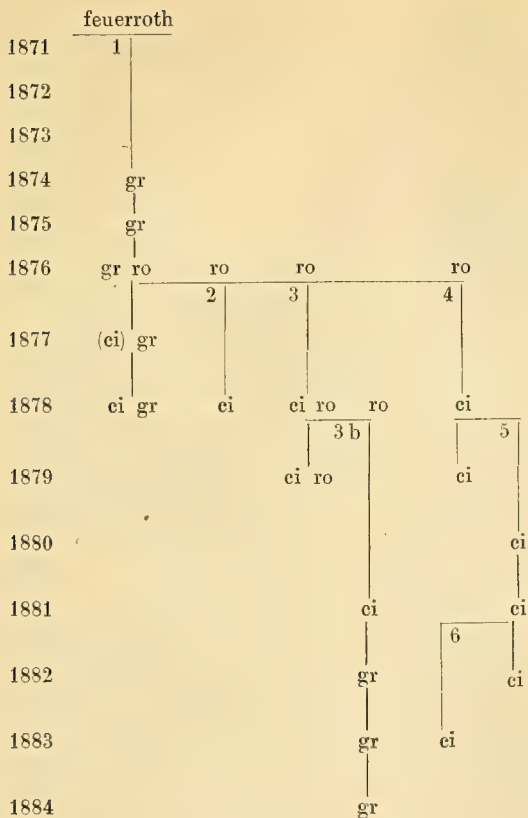 feuerroth
1871 1
1872
1873
1874 gr
1875 gr
1876 gr ro ro ro ro
2 3 4
1877 (ci) gr
1878 ci gr ci ci ro ro ci
3 b 5
1879 ci ro ci
1880 ci
1881 ci ci
6
1882 gr ci
1883 gr ci
1884 gr